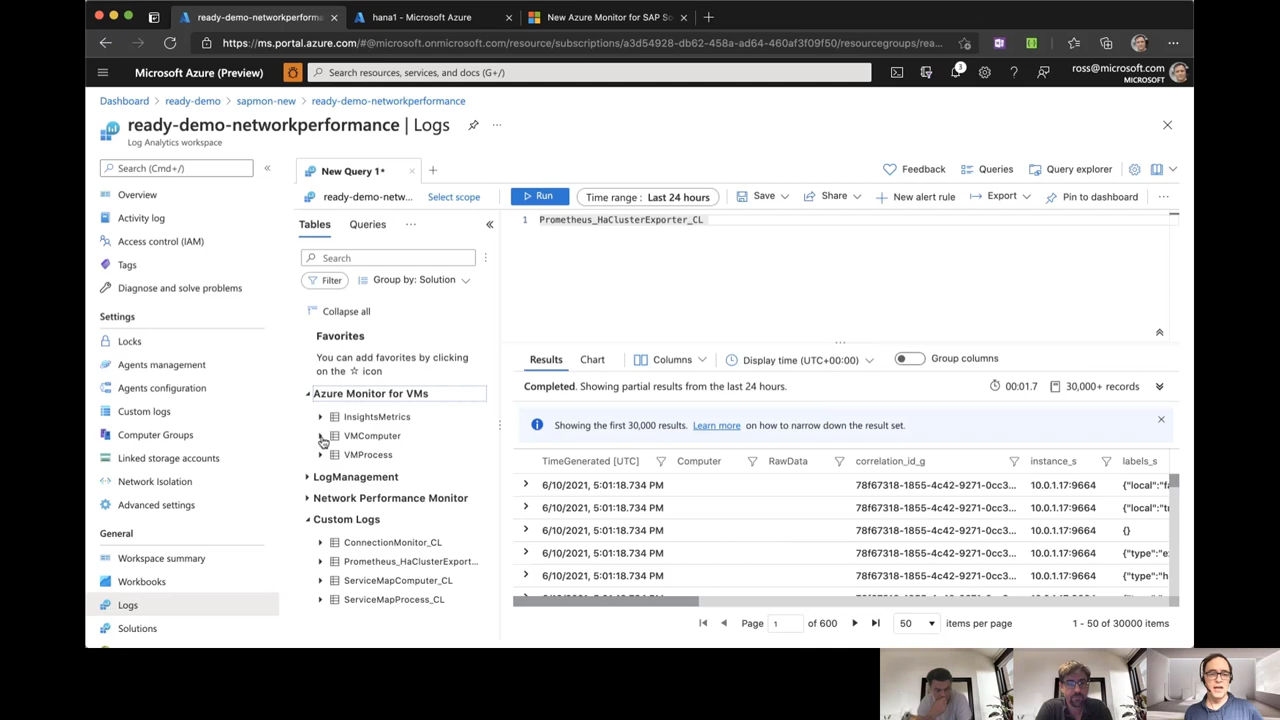 ready-demo-networkperforma
hana1 - Microsoft Azure
New Azure Monitor for SAP So
https://ms.portal.azure.com/#@microsoft.onmicrosoft.com/resource/subscriptions/a3d54928-db62-458a-ad64-460af3f09f50/resourcegroups/rea...
Microsoft Azure (Preview)
Search resources, services, and docs (G+/)
3
ross@microsoft.com
MICROSOFT
Dashboard > ready-demo > sapmon-new > ready-demo-networkperformance
ready-demo-networkperformance | Logs
Log Analytics workspace
Search (Cmd+/)
Overview
Activity log
Access control (IAM)
Tags
Diagnose and solve problems
Settings
Locks
Agents management
Agents configuration
Custom logs
Computer Groups
Linked storage accounts
Network Isolation
Advanced settings
General
Workspace summary
Workbooks
Logs
Solutions
New Query 1*
Feedback
Queries
Query explorer
ready-demo-netw...
Select scope
Run
Time range : Last 24 hours
Save
Share
New alert rule
Export
Pin to dashboard
Tables
Queries
Search
Filter
Group by: Solution
Collapse all
Favorites
You can add favorites by clicking
on the ☆ icon
Azure Monitor for VMs
InsightsMetrics
VMComputer
VMProcess
LogManagement
Network Performance Monitor
Custom Logs
ConnectionMonitor_CL
Prometheus_HaClusterExport...
ServiceMapComputer_CL
ServiceMapProcess_CL
1 Prometheus_HaClusterExporter_CL
Results
Chart
Columns
Display time (UTC+00:00)
Group columns
Completed. Showing partial results from the last 24 hours.
00:01.7
30,000+ records
Showing the first 30,000 results. Learn more on how to narrow down the result set.
TimeGenerated [UTC] Computer RawData correlation_id_g instance_s labels_s
6/10/2021, 5:01:18.734 PM 78f67318-1855-4c42-9271-0cc3... 10.0.1.17:9664 {"local":"fa
6/10/2021, 5:01:18.734 PM 78f67318-1855-4c42-9271-0cc3... 10.0.1.17:9664 {"local":"tr
6/10/2021, 5:01:18.734 PM 78f67318-1855-4c42-9271-0cc3... 10.0.1.17:9664 {}
6/10/2021, 5:01:18.734 PM 78f67318-1855-4c42-9271-0cc3... 10.0.1.17:9664 {"type":"e
6/10/2021, 5:01:18.734 PM 78f67318-1855-4c42-9271-0cc3... 10.0.1.17:9664 {"type":"h
Page 1 of 600
50 items per page
1 - 50 of 30000 items